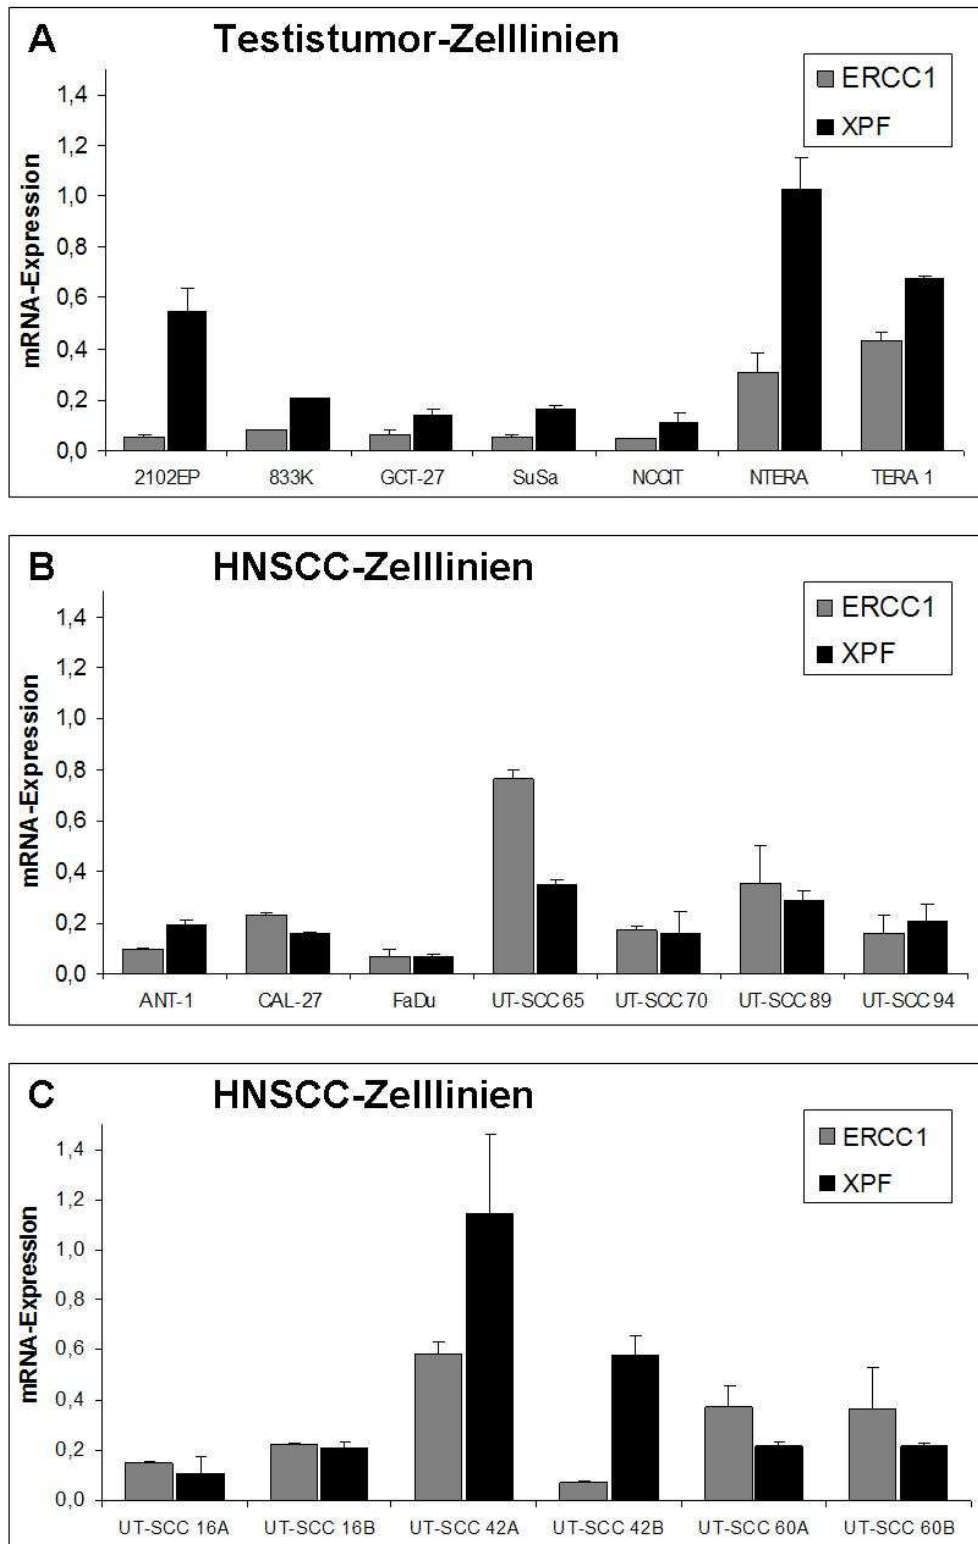 A Testistumor-Zelllinien
ERCC1
XPF
mRNA-Expression
1,4
1,2
1,0
0,8
0,6
0,4
0,2
0,0
2102EP 833K GCT-27 SuSa NCCIT NTERA TERA 1
B HNSCC-Zelllinien
ERCC1
XPF
mRNA-Expression
1,4
1,2
1,0
0,8
0,6
0,4
0,2
0,0
ANT-1 CAL-27 FaDu UT-SCC 65 UT-SCC 70 UT-SCC 89 UT-SCC 94
C HNSCC-Zelllinien
ERCC1
XPF
mRNA-Expression
1,4
1,2
1,0
0,8
0,6
0,4
0,2
0,0
UT-SCC 16A UT-SCC 16B UT-SCC 42A UT-SCC 42B UT-SCC 60A UT-SCC 60B